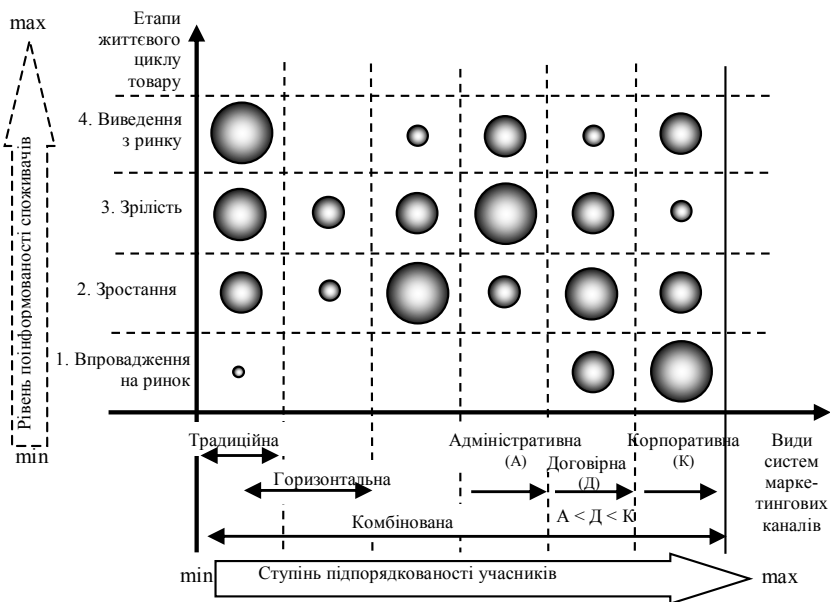 max
Рівень поінформованості споживачів
min
Етапи
життєвого
циклу
товару
4. Виведення
з ринку
3. Зрілість
2. Зростання
1. Впровадження
на ринок
Традиційна
Горизонтальна
Адміністративна
(А)
Договірна
(Д)
Корпоративна
(К)
А < Д < К
Комбінована
Види
систем
марке-
тингових
каналів
min
Ступінь підпорядкованості учасників
max